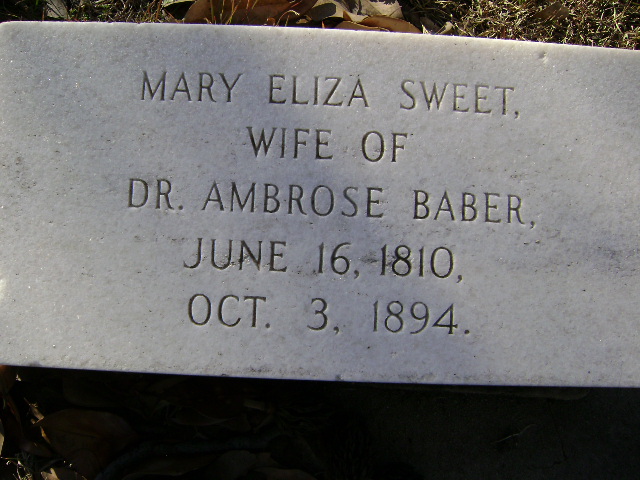 MARY ELIZA SWEET,
WIFE OF
DR. AMBROSE BABER,
JUNE 16, 1810,
OCT. 3, 1894.